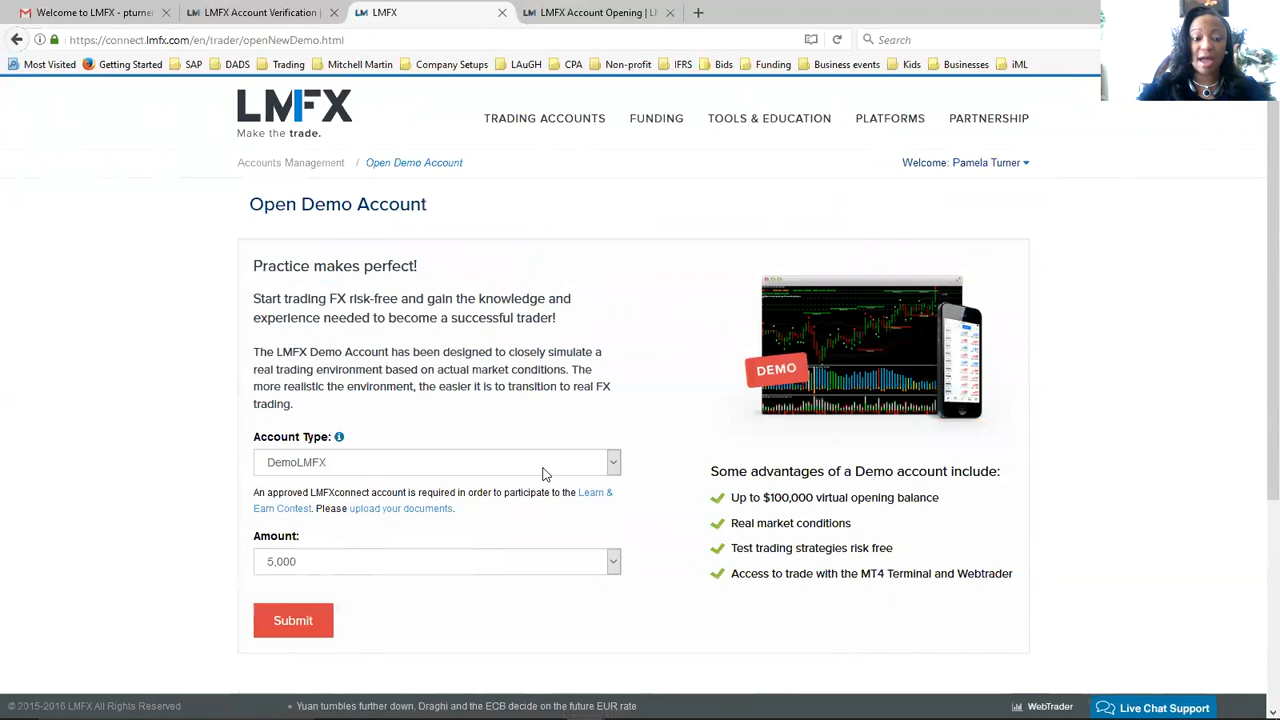 Welcome to LMFX - pturner
LMFX Account Verification
LMFX
LMFX Account Opening | L
https://connect.lmfx.com/en/trader/openNewDemo.html
Search
Most Visited
Getting Started
SAP
DADS
Trading
Mitchell Martin
Company Setups
LAuGH
CPA
Non-profit
IFRS
Bids
Funding
Business events
Kids
Businesses
iML
LMFX
Make the trade.
TRADING ACCOUNTS
FUNDING
TOOLS & EDUCATION
PLATFORMS
PARTNERSHIP
Accounts Management / Open Demo Account
Welcome: Pamela Turner
Open Demo Account
Practice makes perfect!
Start trading FX risk-free and gain the knowledge and
experience needed to become a successful trader!
The LMFX Demo Account has been designed to closely simulate a
real trading environment based on actual market conditions. The
more realistic the environment, the easier it is to transition to real FX
trading.
Account Type:
DemoLMFX
An approved LMFXconnect account is required in order to participate to the Learn &
Earn Contest. Please upload your documents.
Amount:
5,000
Submit
DEMO
Some advantages of a Demo account include:
Up to $100,000 virtual opening balance
Real market conditions
Test trading strategies risk free
Access to trade with the MT4 Terminal and Webtrader
© 2015-2016 LMFX All Rights Reserved
• Yuan tumbles further down, Draghi and the ECB decide on the future EUR rate
WebTrader
Live Chat Support